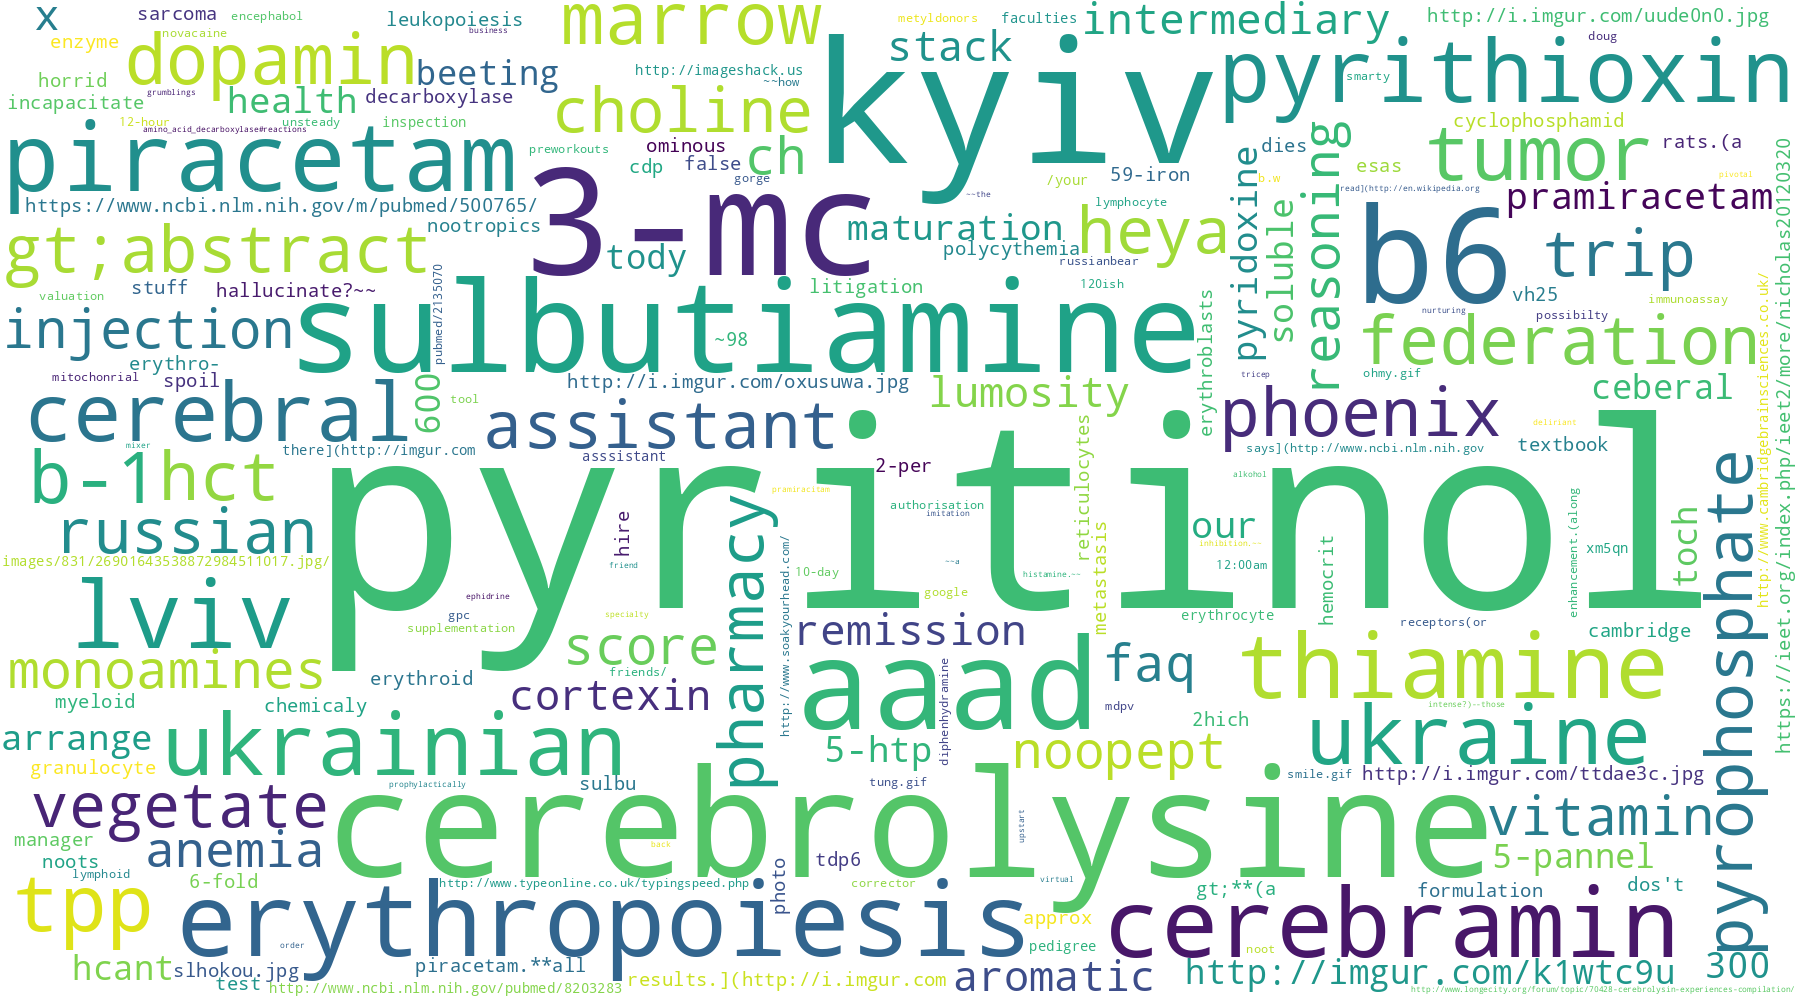 x
sarcoma
encephabol
leukopoiesis
business
marrow
metyldonors
faculties
intermediary
http://i.imgur.com/uude0n0.jpg
enzyme
novacaine
dopamin
beeting
kyiv
stack
doug
pyrithioxin
horrid
grumblings
health
decarboxylase
http://imageshack.us
~~how
smarty
incapacitate
12-hour
unsteady
inspection
choline
cyclophosphamid
amino_acid_decarboxylase#reactions
piracetam
preworkouts
ominous
cdp
false
ch
gorge
3-mc
/your
59-iron
dies
b.w
esas
tumor
rats.(a
pyridoxine
reasoning
https://www.ncbi.nlm.nih.gov/m/pubmed/500765/
~~the
lymphocyte
read](http://en.wikipedia.org
pivotal
pramiracetam
nootropics
maturation
heya
soluble
b6
trip
gt;abstract
tody
polycythemia
russianbear
valuation
stuff
hallucinate?~~
pubmed/2135070
litigation
120ish
vh25
immunoassay
injection
sulbutiamine
~98
erythroblasts
nurturing
possibilty
federation
https://ieet.org/index.php/ieet2/more/nicholas20120320
http://www.cambridgebrainsciences.co.uk/
erythro-
mitochonrial
spoil
http://i.imgur.com/oxusuwa.jpg
lumosity
tricep
ohmy.gif
ceberal
cerebral
600
tool
assistant
phoenix
deliriant
mixer
there](http://imgur.com
asssistant
says](http://www.ncbi.nlm.nih.gov
textbook
b-1
hct
2-per
reticulocytes
alkohol
pyritinol
pramiracitam
pharmacy
authorisation
imitation
russian
hire
metastasis
our
enhancement.(along
toch
pyrophosphate
images/831/26901643538872984511017.jpg/
friend
http://www.soakyourhead.com/
~~a
inhibition.~~
hemocrit
xm5qn
10-day
histamine.~~
12:00am
lviv
ephidrine
google
gpc
specialty
erythrocyte
supplementation
score
remission
receptors(or
cambridge
monoamines
erythroid
friends/
aaad
faq
thiamine
myeloid
chemicaly
cortexin
diphenhydramine
mdpv
2hich
intense?)--those
arrange
ukrainian
5-htp
noopept
ukraine
granulocyte
prophylactically
sulbu
tung.gif
smile.gif
http://i.imgur.com/ttdae3c.jpg
vegetate
cerebrolysine
upstart
vitamin
manager
anemia
back
noots
lymphoid
6-fold
photo
tdp6
5-pannel
http://www.typeonline.co.uk/typingspeed.php
corrector
virtual
gt;**(a
formulation
dos't
tpp
erythropoiesis
approx
cerebramin
order
pedigree
noot
hcant
slhokou.jpg
piracetam.**all
test
http://www.ncbi.nlm.nih.gov/pubmed/8203283
results.](http://i.imgur.com
aromatic
http://imgur.com/k1wtc9u
300
http://www.longecity.org/forum/topic/70428-cerebrolysin-experiences-compilation/